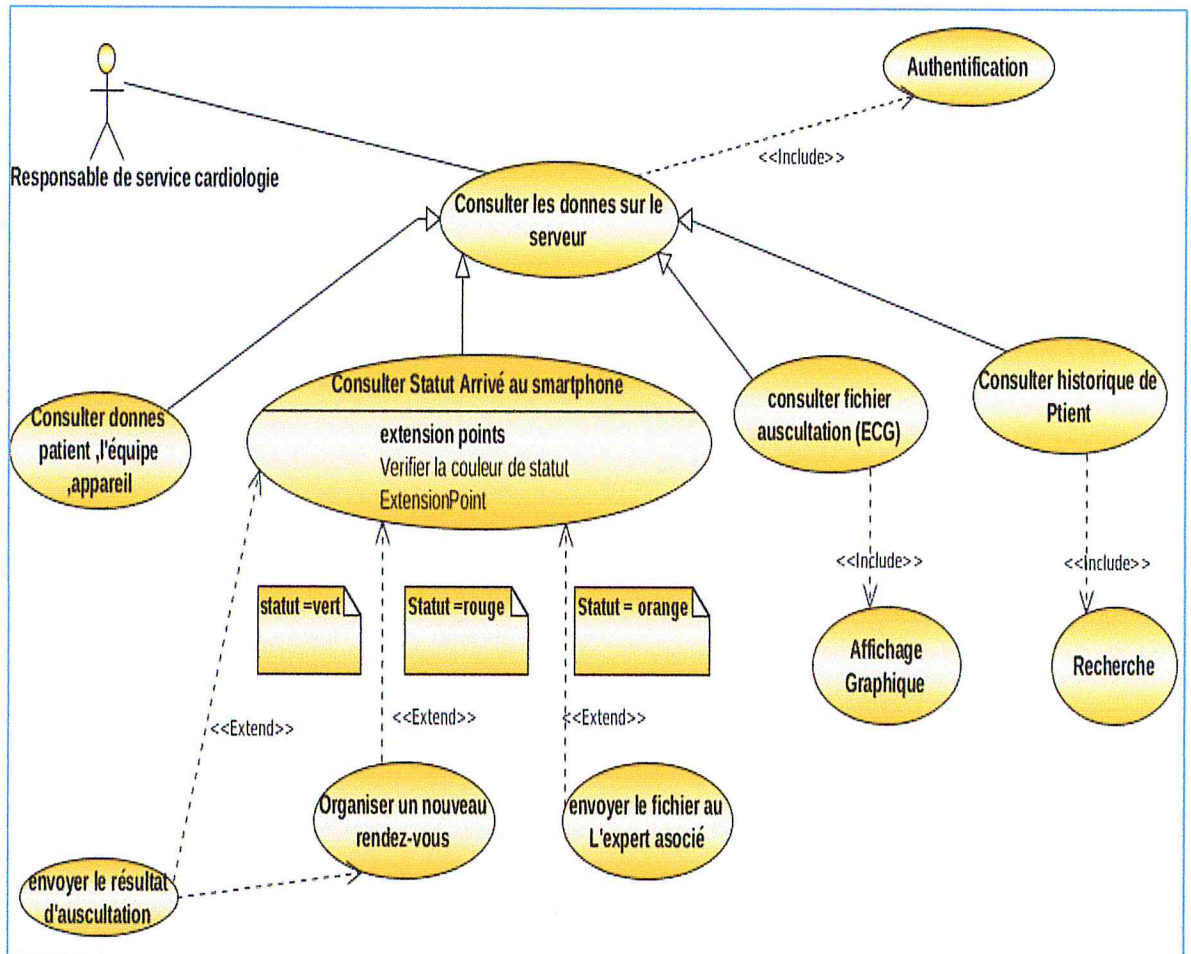 Authentification
<<Include>>
Responsable de service cardiologie
Consulter les donnes sur le
serveur
Consulter donnes
patient ,l'équipe
,appareil
Consulter Statut Arrivé au smartphone
extension points
Verifier la couleur de statut
ExtensionPoint
consulter fichier
auscultation (ECG)
Consulter historique de
Ptient
<<Include>>
<<Include>>
statut =vert
Statut =rouge
Statut = orange
Affichage
Graphique
Recherche
<<Extend>>
<<Extend>>
<<Extend>>
Organiser un nouveau
rendez-vous
envoyer le fichier au
L'expert asocié
envoyer le résultat
d'auscultation